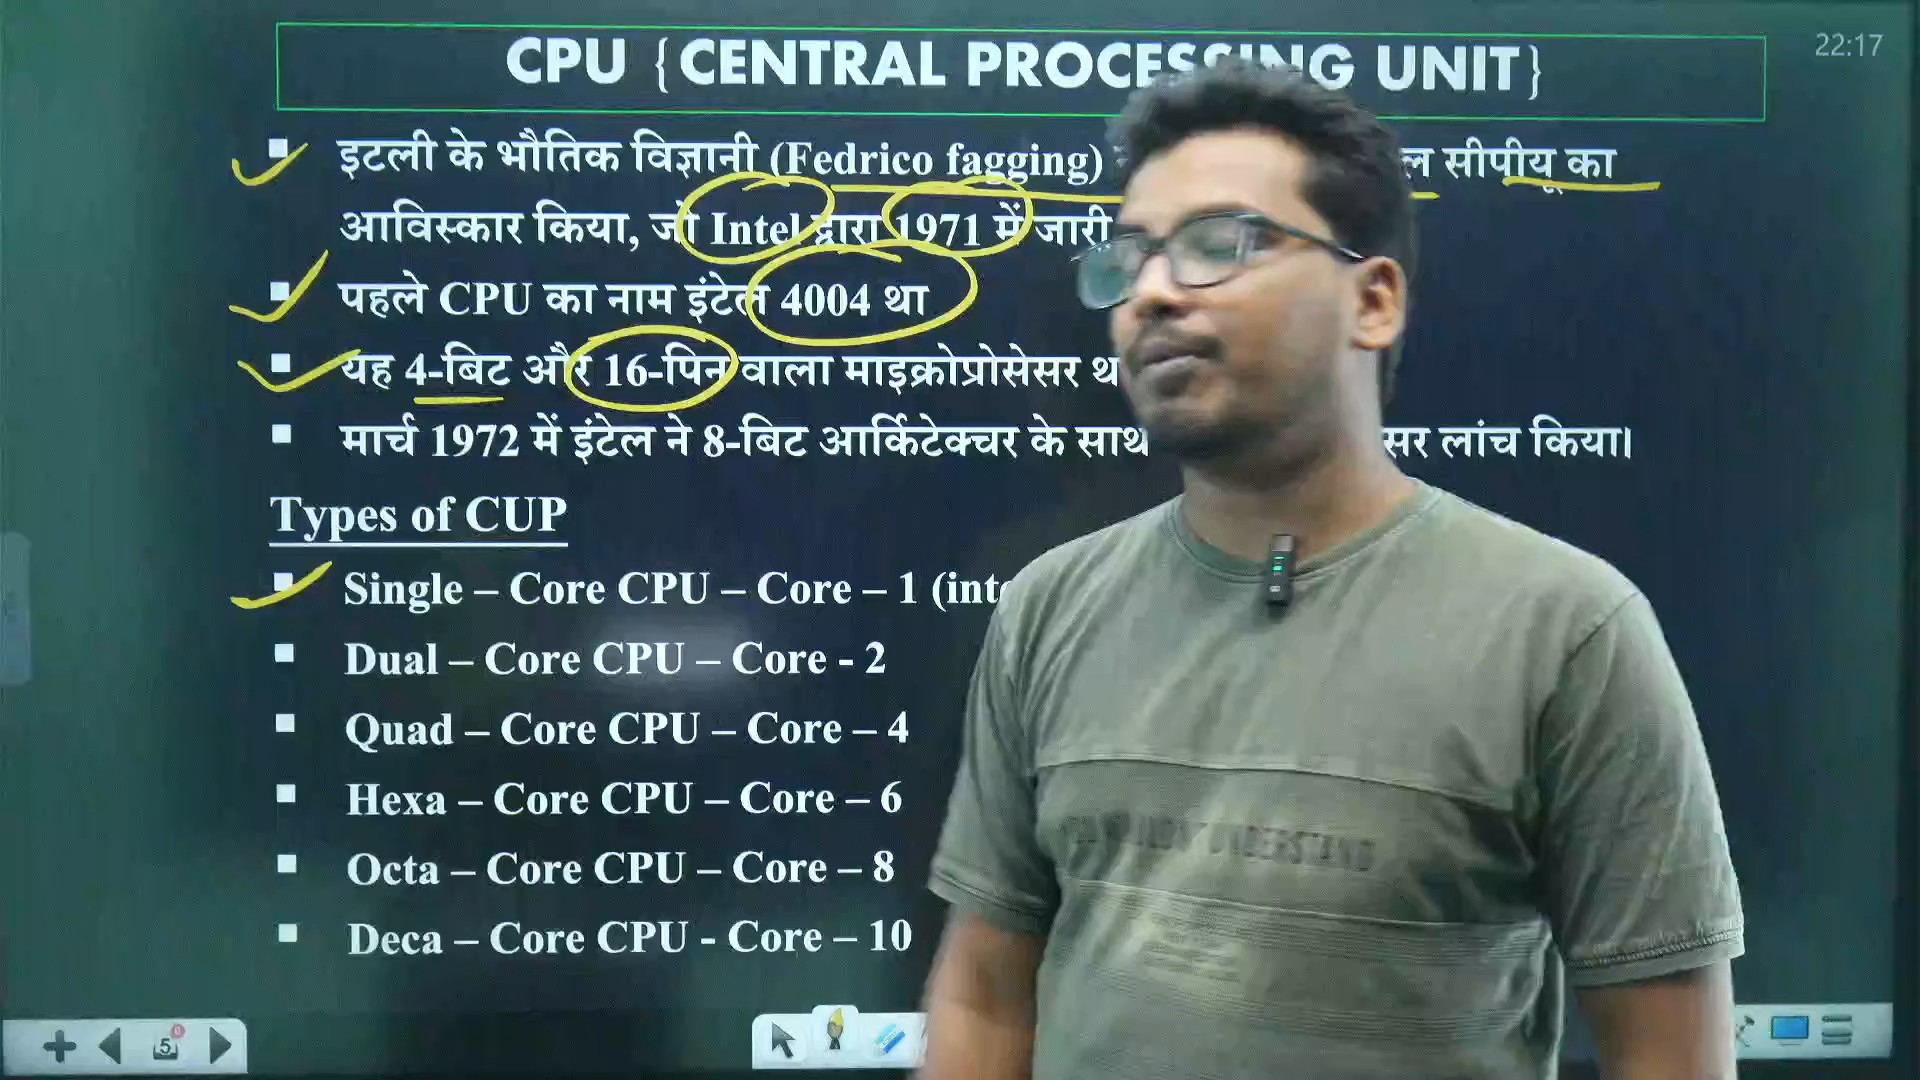 CPU {CENTRAL PROCESSING UNIT}
22:17
इटली के भौतिक विज्ञानी (Fedrico fagging) सीपीयू का
आविस्कार किया, जो Intel द्वारा 1971 में जारी
पहले CPU का नाम इंटेल 4004 था
यह 4-बिट और 16-पिन वाला माइक्रोप्रोसेसर
मार्च 1972 में इंटेल ने 8-बिट आर्किटेक्चर के साथ लांच किया।
Types of CUP
Single – Core CPU – Core – 1
Dual – Core CPU – Core - 2
Quad – Core CPU – Core – 4
Hexa – Core CPU – Core – 6
Octa – Core CPU – Core – 8
Deca – Core CPU - Core – 10
5